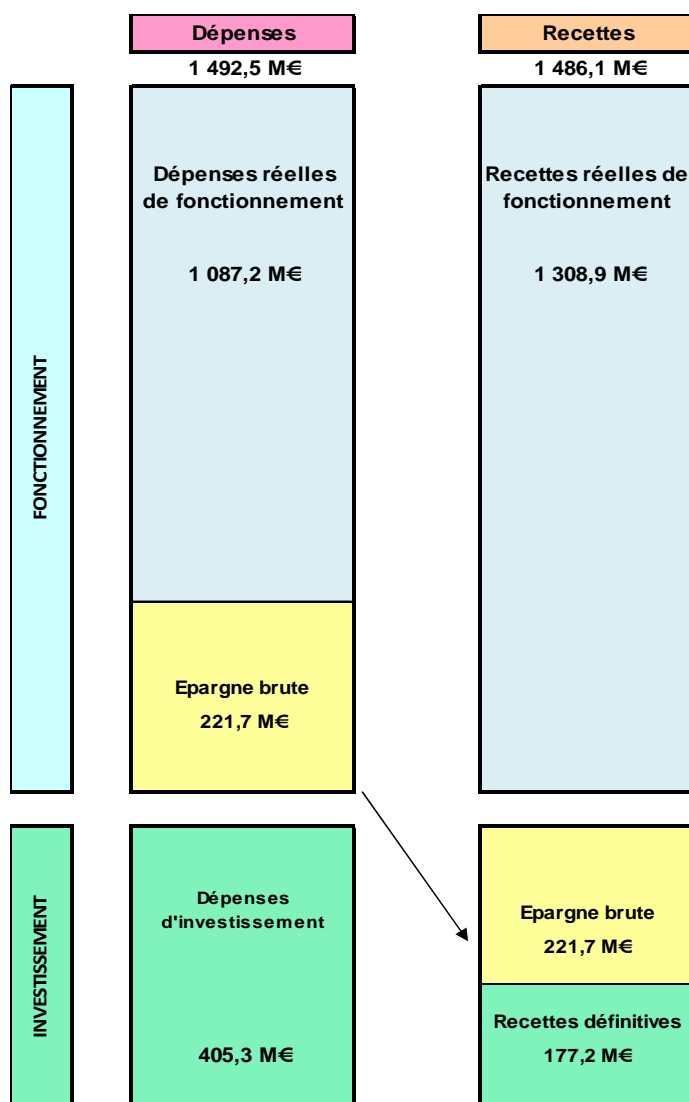 Dépenses
Recettes
1 492,5 M€
1 486,1 M€
FONCTIONNEMENT
Dépenses réelles
de fonctionnement
1 087,2 M€
Recettes réelles de
fonctionnement
1 308,9 M€
Epargne brute
221,7 M€
INVESTISSEMENT
Dépenses
d'investissement
405,3 M€
Epargne brute
221,7 M€
Recettes définitives
177,2 M€